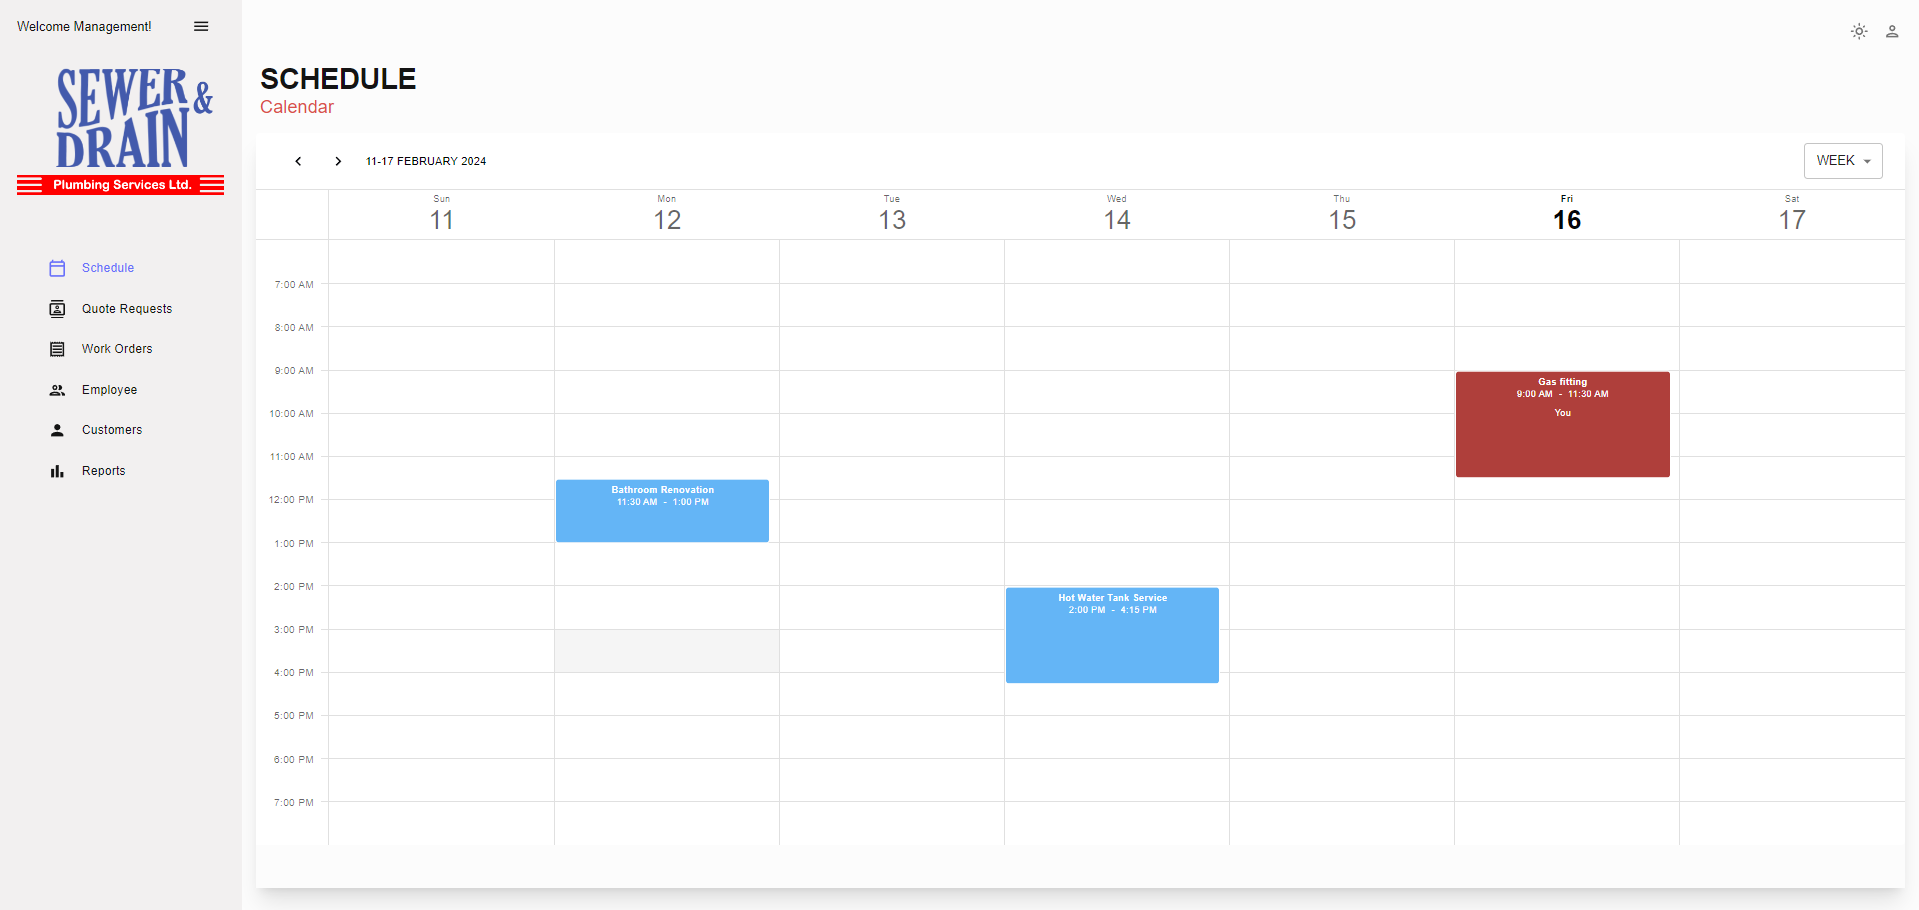 Welcome Management!
SEWER &
DRAIN
Plumbing Services Ltd.
Schedule
Quote Requests
Work Orders
Employee
Customers
Reports
SCHEDULE
Calendar
11-17 FEBRUARY 2024
WEEK
Sun Mon Tue Wed Thu Fri Sat
11 12 13 14 15 16 17
7:00 AM
8:00 AM
9:00 AM
10:00 AM
11:00 AM
12:00 PM
1:00 PM
2:00 PM
3:00 PM
4:00 PM
5:00 PM
6:00 PM
7:00 PM
Bathroom Renovation
11:30 AM - 1:00 PM
Hot Water Tank Service
2:00 PM - 4:15 PM
Gas fitting
9:00 AM - 11:30 AM
You